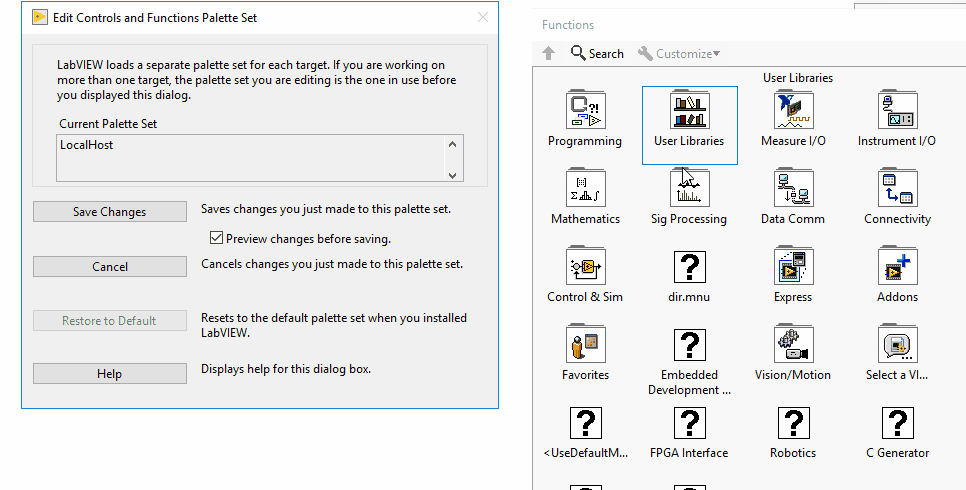 Edit Controls and Functions Palette Set
LabVIEW loads a separate palette set for each target. If you are working on
more than one target, the palette set you are editing is the one in use before
you displayed this dialog.
Current Palette Set
LocalHost
Save Changes
Saves changes you just made to this palette set.
Preview changes before saving.
Cancel
Cancels changes you just made to this palette set.
Restore to Default
Resets to the default palette set when you installed
LabVIEW.
Help
Displays help for this dialog box.
Functions
Search
Customize
User Libraries
Programming
User Libraries
Measure I/O
Instrument I/O
Mathematics
Sig Processing
Data Comm
Connectivity
Control & Sim
dir.mnu
Express
Addons
Favorites
Embedded
Development ...
Vision/Motion
Select a VI...
<UseDefaultM...
FPGA Interface
Robotics
C Generator